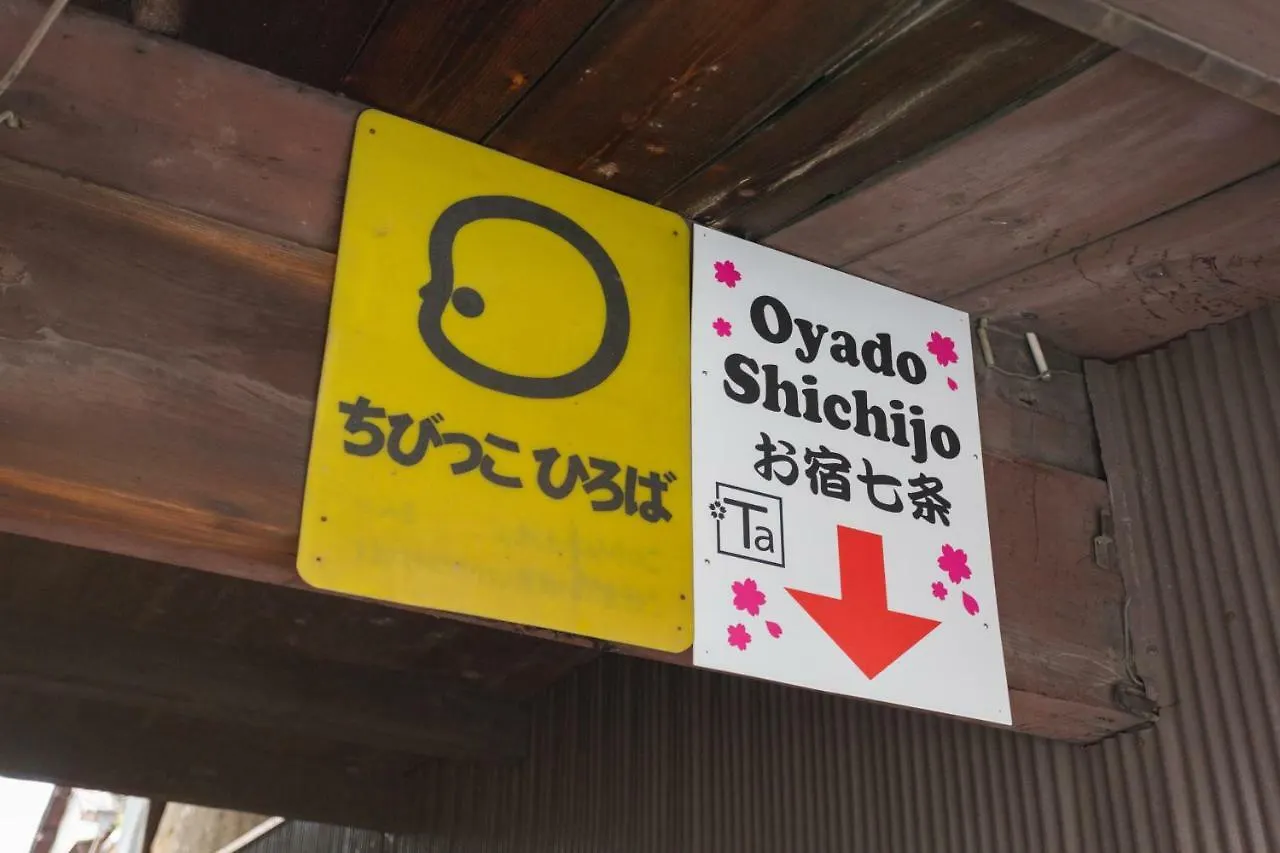 ちびっこ ひろば
Oyado
Shichijo
お宿七条
Ta